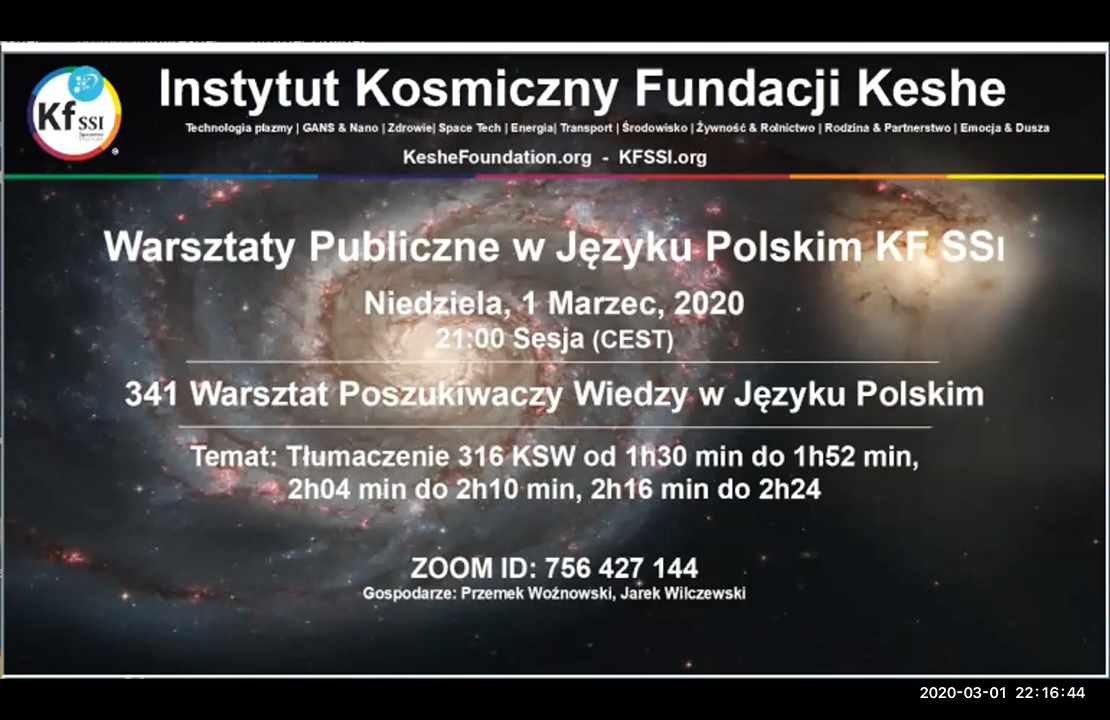 Kf SSI
Instytut Kosmiczny Fundacji Keshe
Technologia plazmy | GANS & Nano | Zdrowie| Space Tech | Energia| Transport | Środowisko | Żywność & Rolnictwo | Rodzina & Partnerstwo | Emocja & Dusza
KesheFoundation.org - KFSSI.org
Warsztaty Publiczne w Języku Polskim KF SSI
Niedziela, 1 Marzec, 2020
21:00 Sesja (CEST)
341 Warsztat Poszukiwaczy Wiedzy w Języku Polskim
Temat: Tłumaczenie 316 KSW od 1h30 min do 1h52 min,
2h04 min do 2h10 min, 2h16 min do 2h24
ZOOM ID: 756 427 144
Gospodarze: Przemek Woźnowski, Jarek Wilczewski
2020-03-01 22:16:44